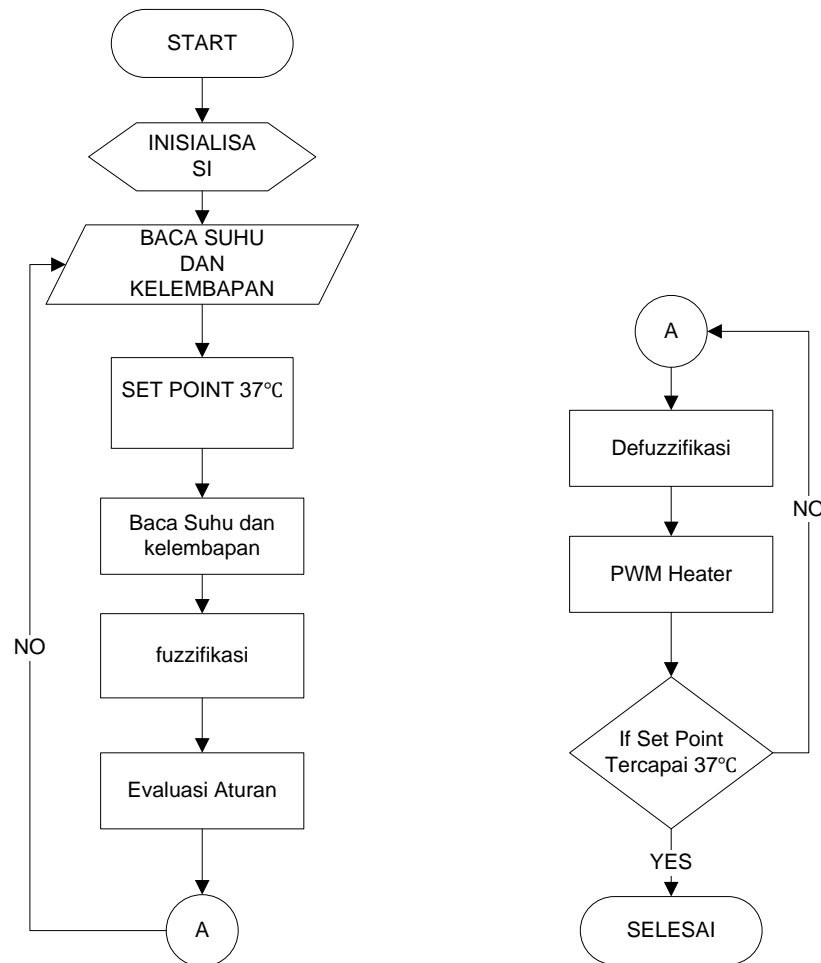 START
INISIALISA
SI
BACA SUHU
DAN
KELEMBAPAN
SET POINT 37℃
Baca Suhu dan
kelembapan
fuzzifikasi
NO
Evaluasi Aturan
A
A
Defuzzifikasi
NO
PWM Heater
If Set Point
Tercapai 37℃
YES
SELESAI